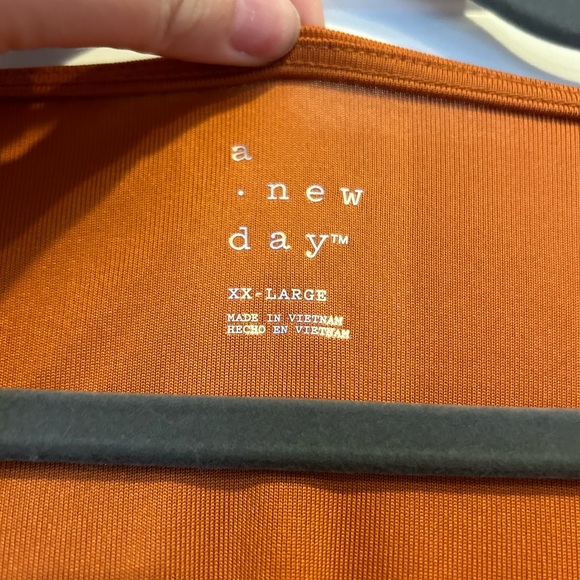 a
· new
day™
XX-LARGE
MADE IN VIETNAM
HECHO EN VIETNAM